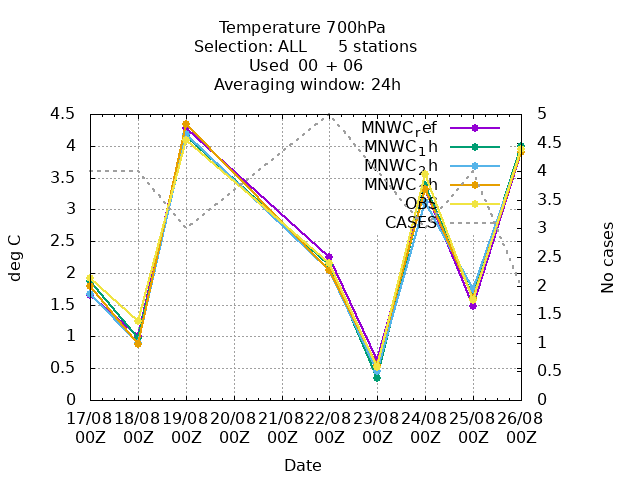 Temperature 700hPa
Selection: ALL 5 stations
Used 00 + 06
Averaging window: 24h
4.5
4
3.5
3
2.5
2
1.5
1
0.5
0
deg C
5
4.5
4
3.5
3
2.5
2
1.5
1
0.5
0
No cases
MNWCref
MNWC1h
MNWC2h
MNWC h
OBS
CASES
17/08 18/08 19/08 20/08 21/08 22/08 23/08 24/08 25/08 26/08
00Z 00Z 00Z 00Z 00Z 00Z 00Z 00Z 00Z 00Z
Date